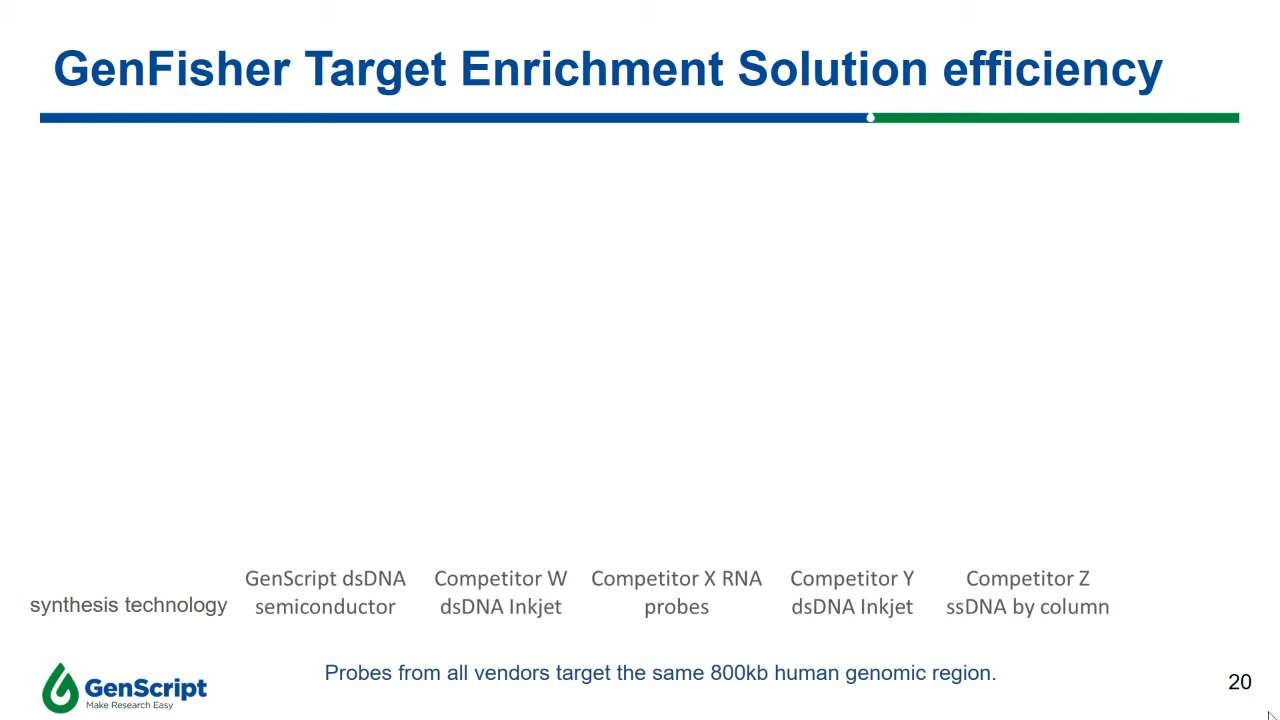 GenFisher Target Enrichment Solution efficiency
synthesis technology
GenScript dsDNA
semiconductor
Competitor W
dsDNA Inkjet
Competitor X RNA
probes
Competitor Y
dsDNA Inkjet
Competitor Z
ssDNA by column
Probes from all vendors target the same 800kb human genomic region.
GenScript
Make Research Easy
20